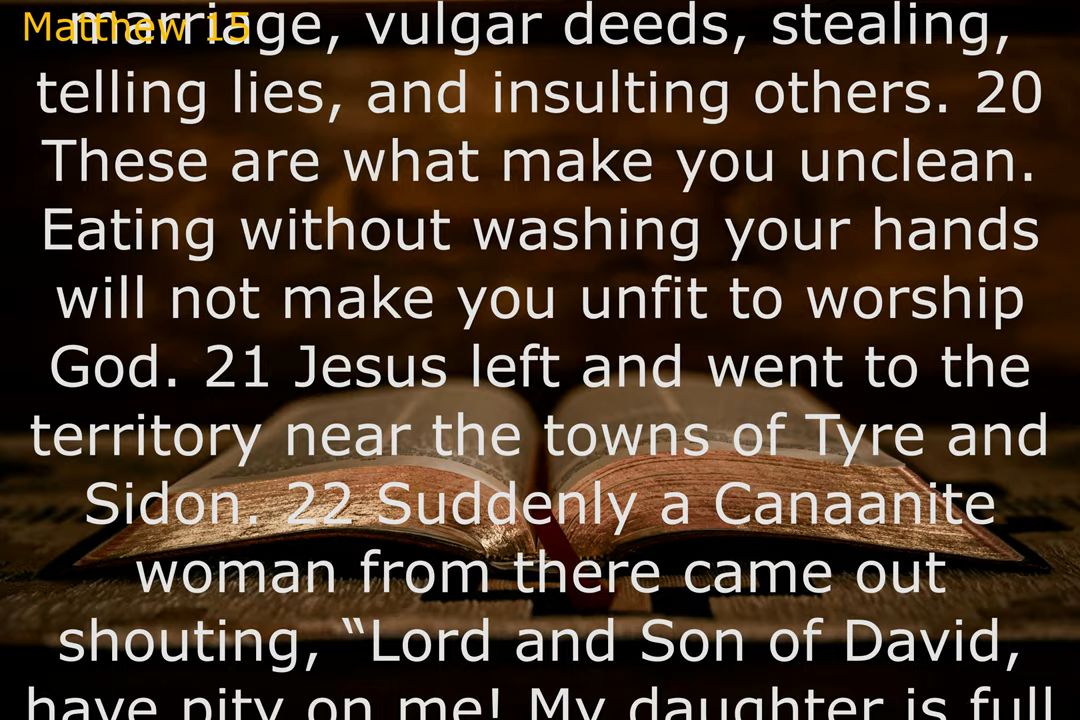 Matthew 15
marriage, vulgar deeds, stealing,
telling lies, and insulting others. 20
These are what make you unclean.
Eating without washing your hands
will not make you unfit to worship
God. 21 Jesus left and went to the
territory near the towns of Tyre and
Sidon. 22 Suddenly a Canaanite
woman from there came out
shouting, “Lord and Son of David,
have pity on me! My daughter is full